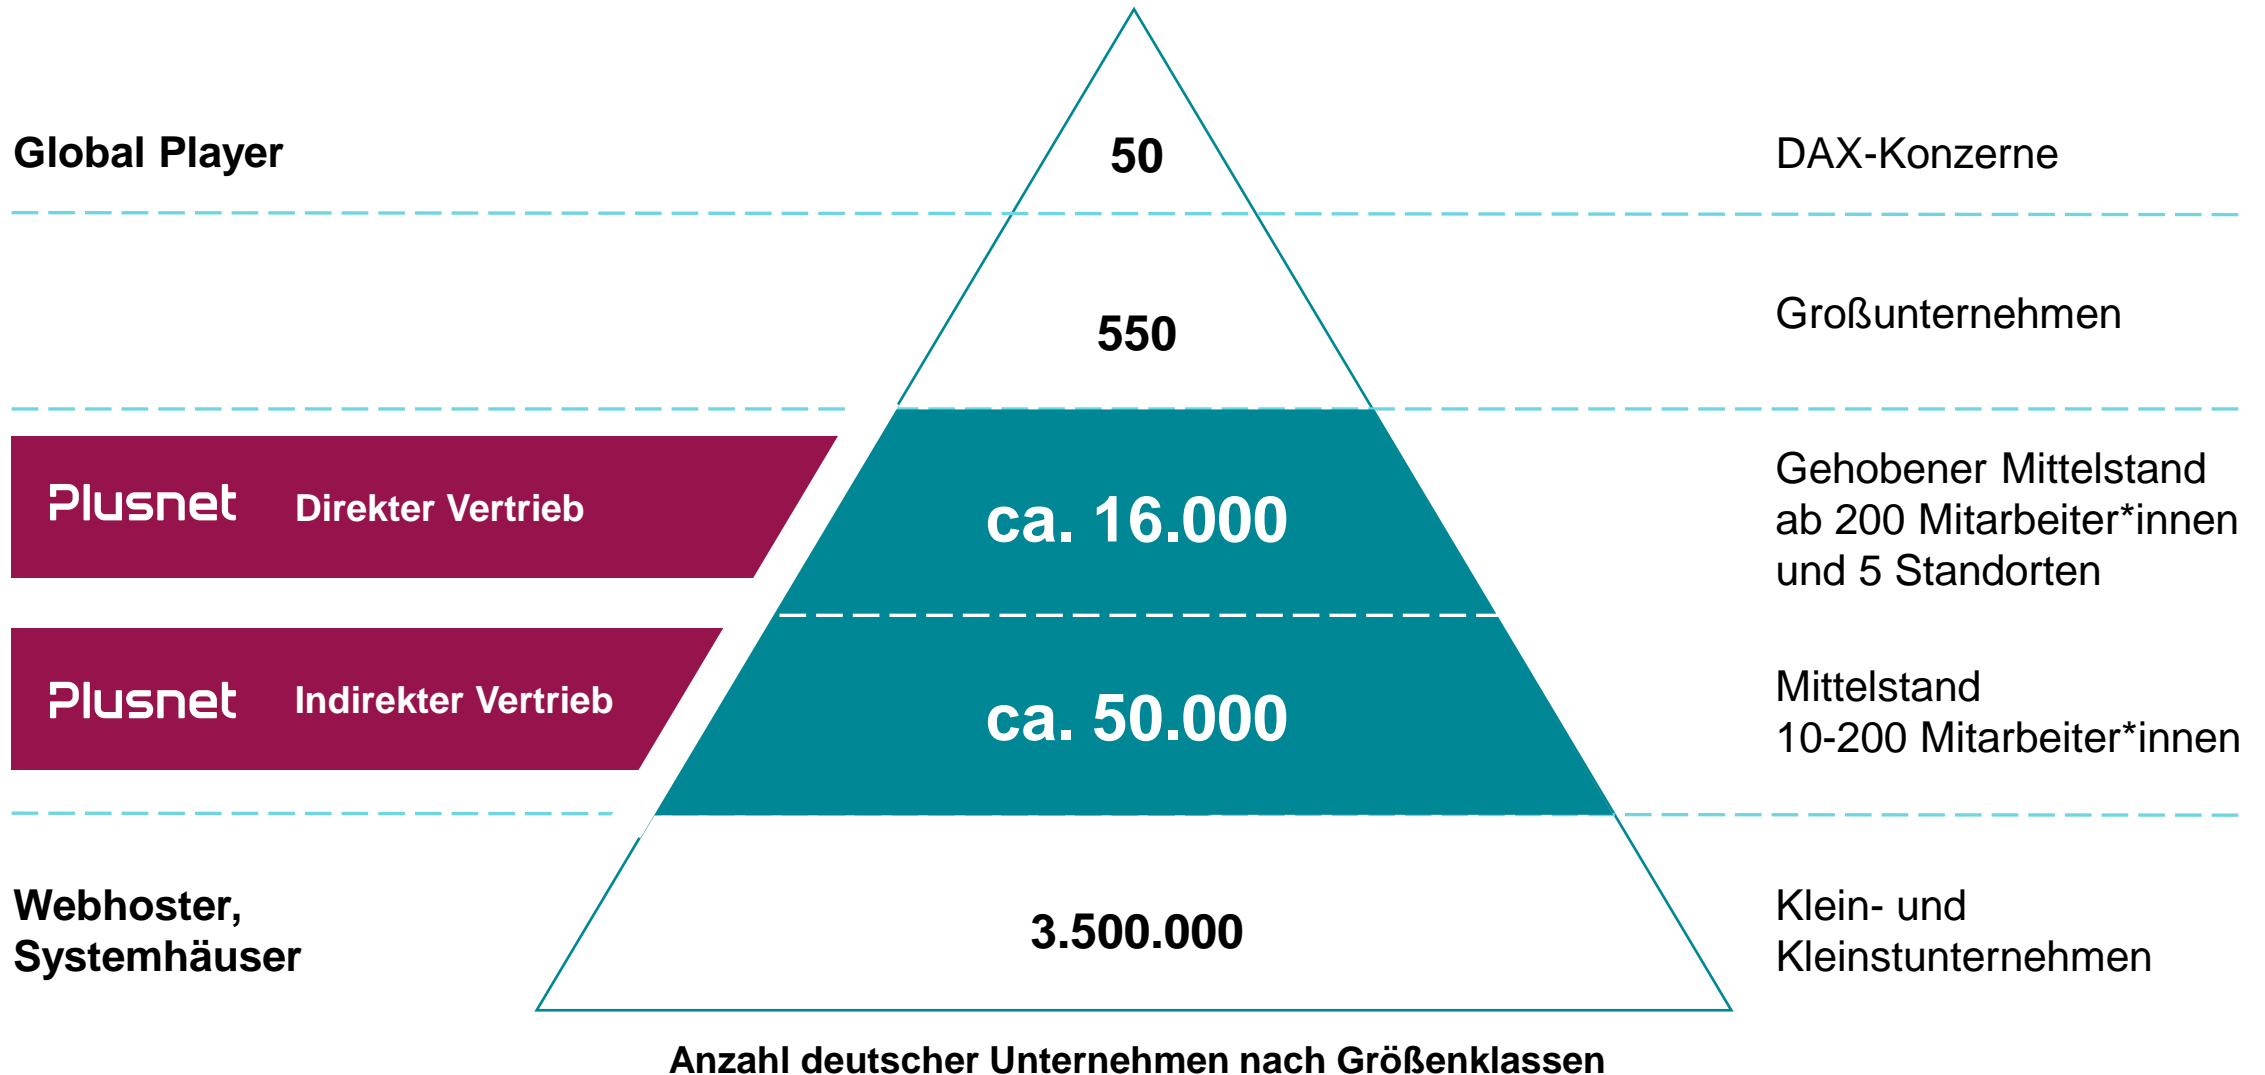 Global Player
50
DAX-Konzerne
550
Großunternehmen
Plusnet Direkter Vertrieb
ca. 16.000
Gehobener Mittelstand
ab 200 Mitarbeiter*innen
und 5 Standorten
Plusnet Indirekter Vertrieb
ca. 50.000
Mittelstand
10-200 Mitarbeiter*innen
Webhoster,
Systemhäuser
3.500.000
Klein- und
Kleinstunternehmen
Anzahl deutscher Unternehmen nach Größenklassen